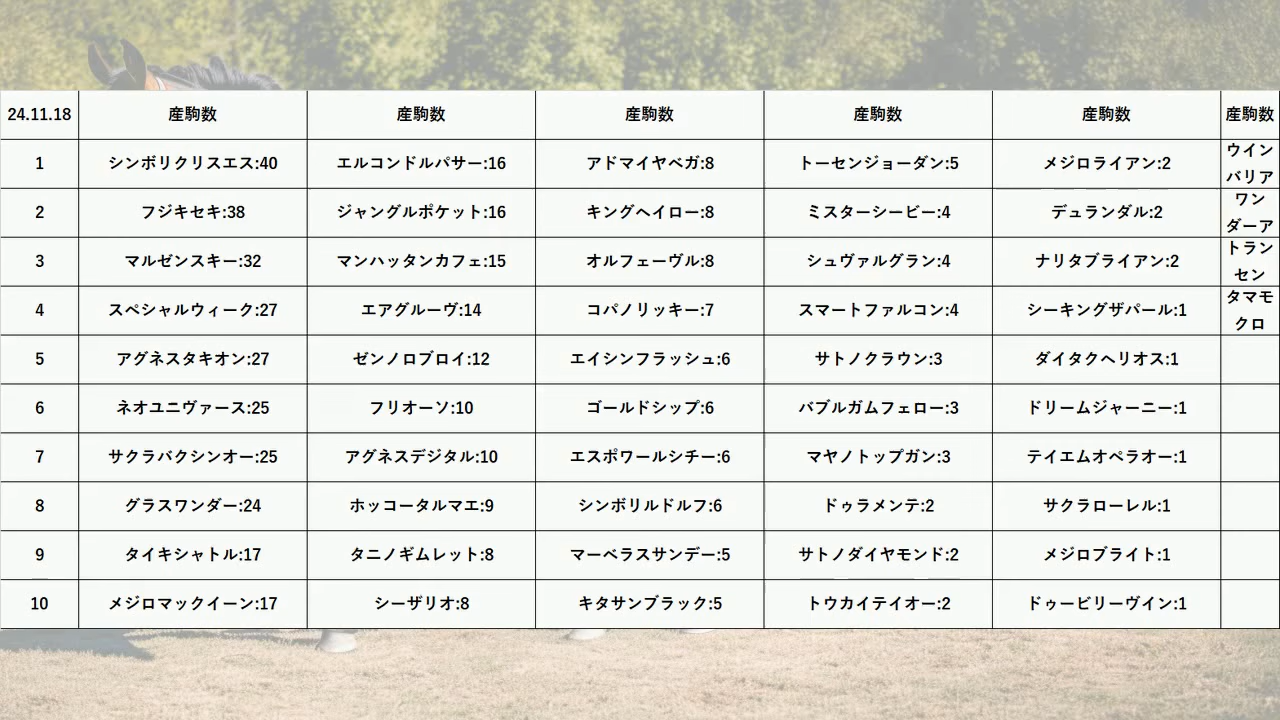 24.11.18 産駒数 産駒数 産駒数 産駒数 産駒数 産駒数
1 シンボリクリスエス:40 エルコンドルパサー:16 アドマイヤベガ:8 トーセンジョーダン:5 メジロライアン:2 ウイン
バリア
2 フジキセキ:38 ジャングルポケット:16 キングヘイロー:8 ミスターシービー:4 デュランダル:2 ワン
ダーア
3 マルゼンスキー:32 マンハッタンカフェ:15 オルフェーヴル:8 シュヴァルグラン:4 ナリタブライアン:2 トラン
セン
4 スペシャルウィーク:27 エアグルーヴ:14 コパノリッキー:7 スマートファルコン:4 シーキングザパール:1 タマモ
クロ
5 アグネスタキオン:27 ゼンノロブロイ:12 エイシンフラッシュ:6 サトノクラウン:3 ダイタクヘリオス:1
6 ネオユニヴァース:25 フリオーソ:10 ゴールドシップ:6 バブルガムフェロー:3 ドリームジャーニー:1
7 サクラバクシンオー:25 アグネスデジタル:10 エスポワールシチー:6 マヤノトップガン:3 テイエムオペラオー:1
8 グラスワンダー:24 ホッコータルマエ:9 シンボリルドルフ:6 ドゥラメンテ:2 サクラローレル:1
9 タイキシャトル:17 タニノギムレット:8 マーベラスサンデー:5 サトノダイヤモンド:2 メジロブライト:1
10 メジロマックイーン:17 シーザリオ:8 キタサンブラック:5 トウカイテイオー:2 ドゥービリーヴイン:1